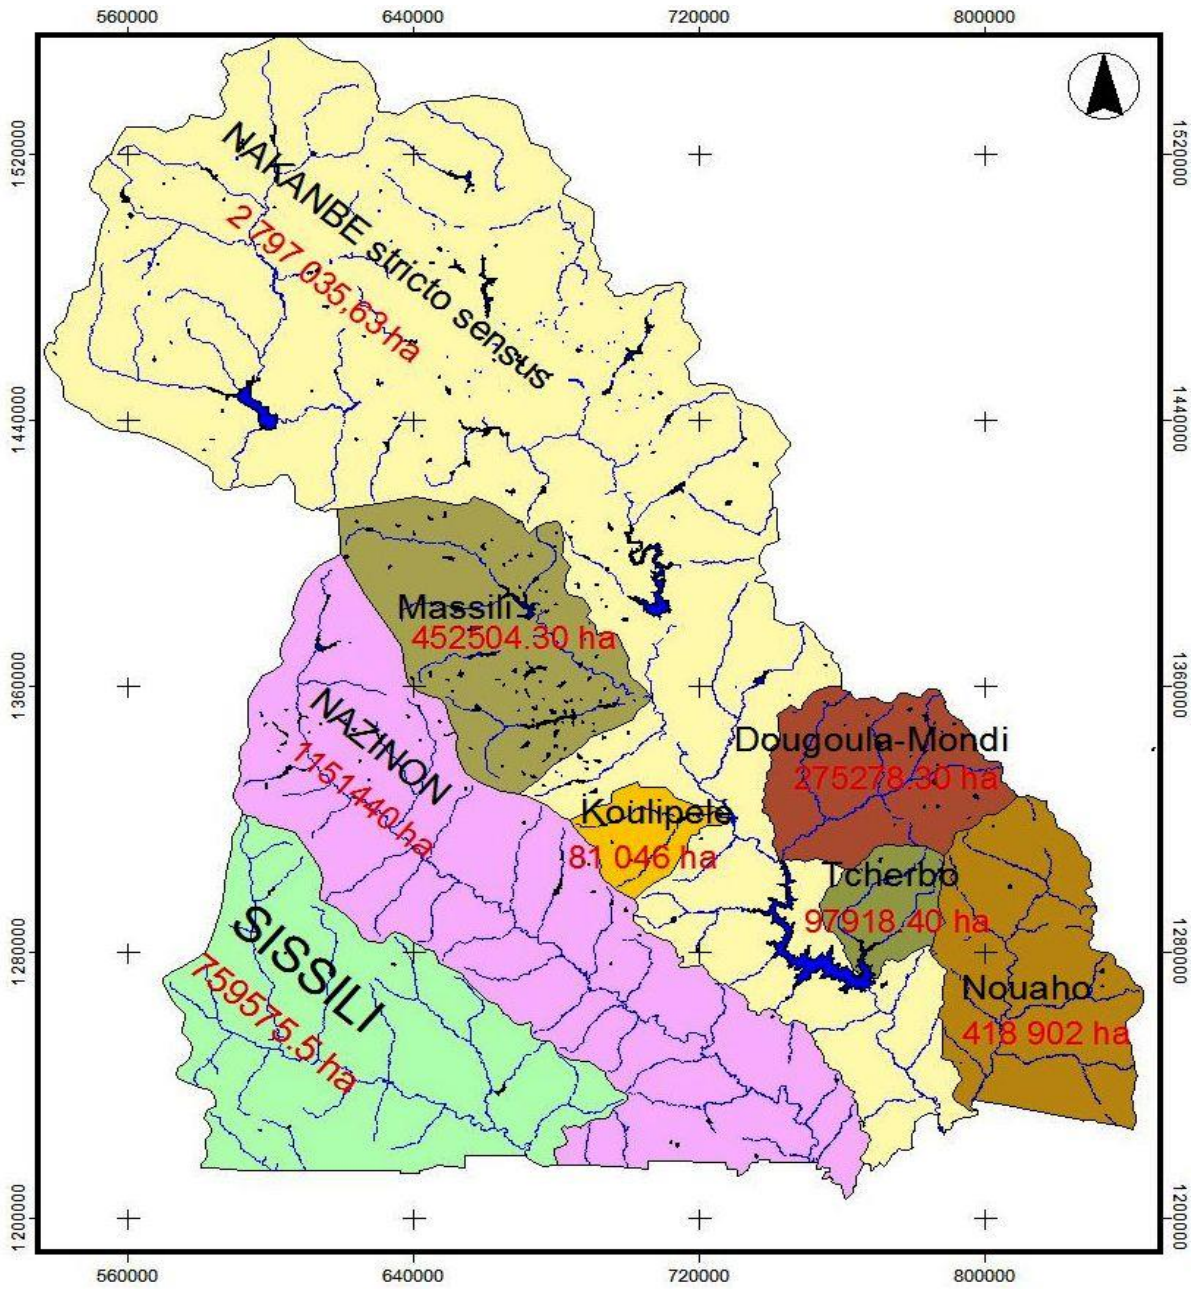 560000 640000 720000 800000
1520000 1520000
NAKANBE stricto sensus
2 797 035,63 ha
1440000 1440000
Massili
452504.30 ha
1360000 1360000
NAZINON
1151440 ha
Dougoula-Mondi
275278.30 ha
Koulipele
81 046 ha
Tcherbo
97918.40 ha
SISSILI
759575.5 ha
1280000 1280000
Nouaho
418 902 ha
1200000 1200000
560000 640000 720000 800000